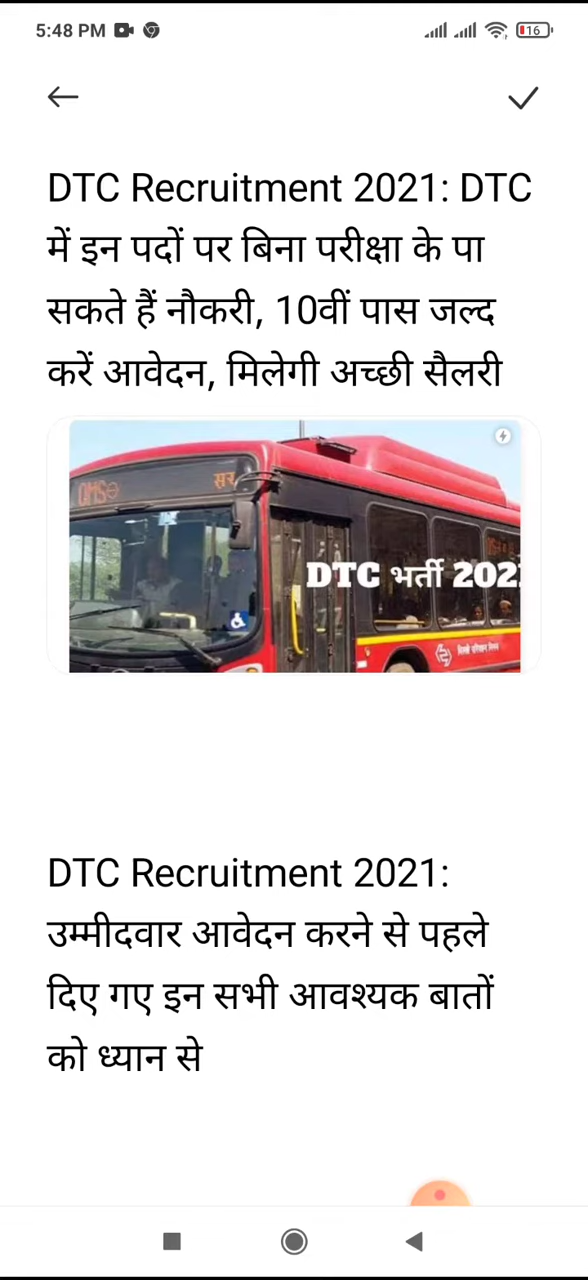 5:48 PM
16
DTC Recruitment 2021: DTC
में इन पदों पर बिना परीक्षा के पा
सकते हैं नौकरी, 10वीं पास जल्द
करें आवेदन, मिलेगी अच्छी सैलरी
DTC भर्ती 202
DTC Recruitment 2021:
उम्मीदवार आवेदन करने से पहले
दिए गए इन सभी आवश्यक बातों
को ध्यान से